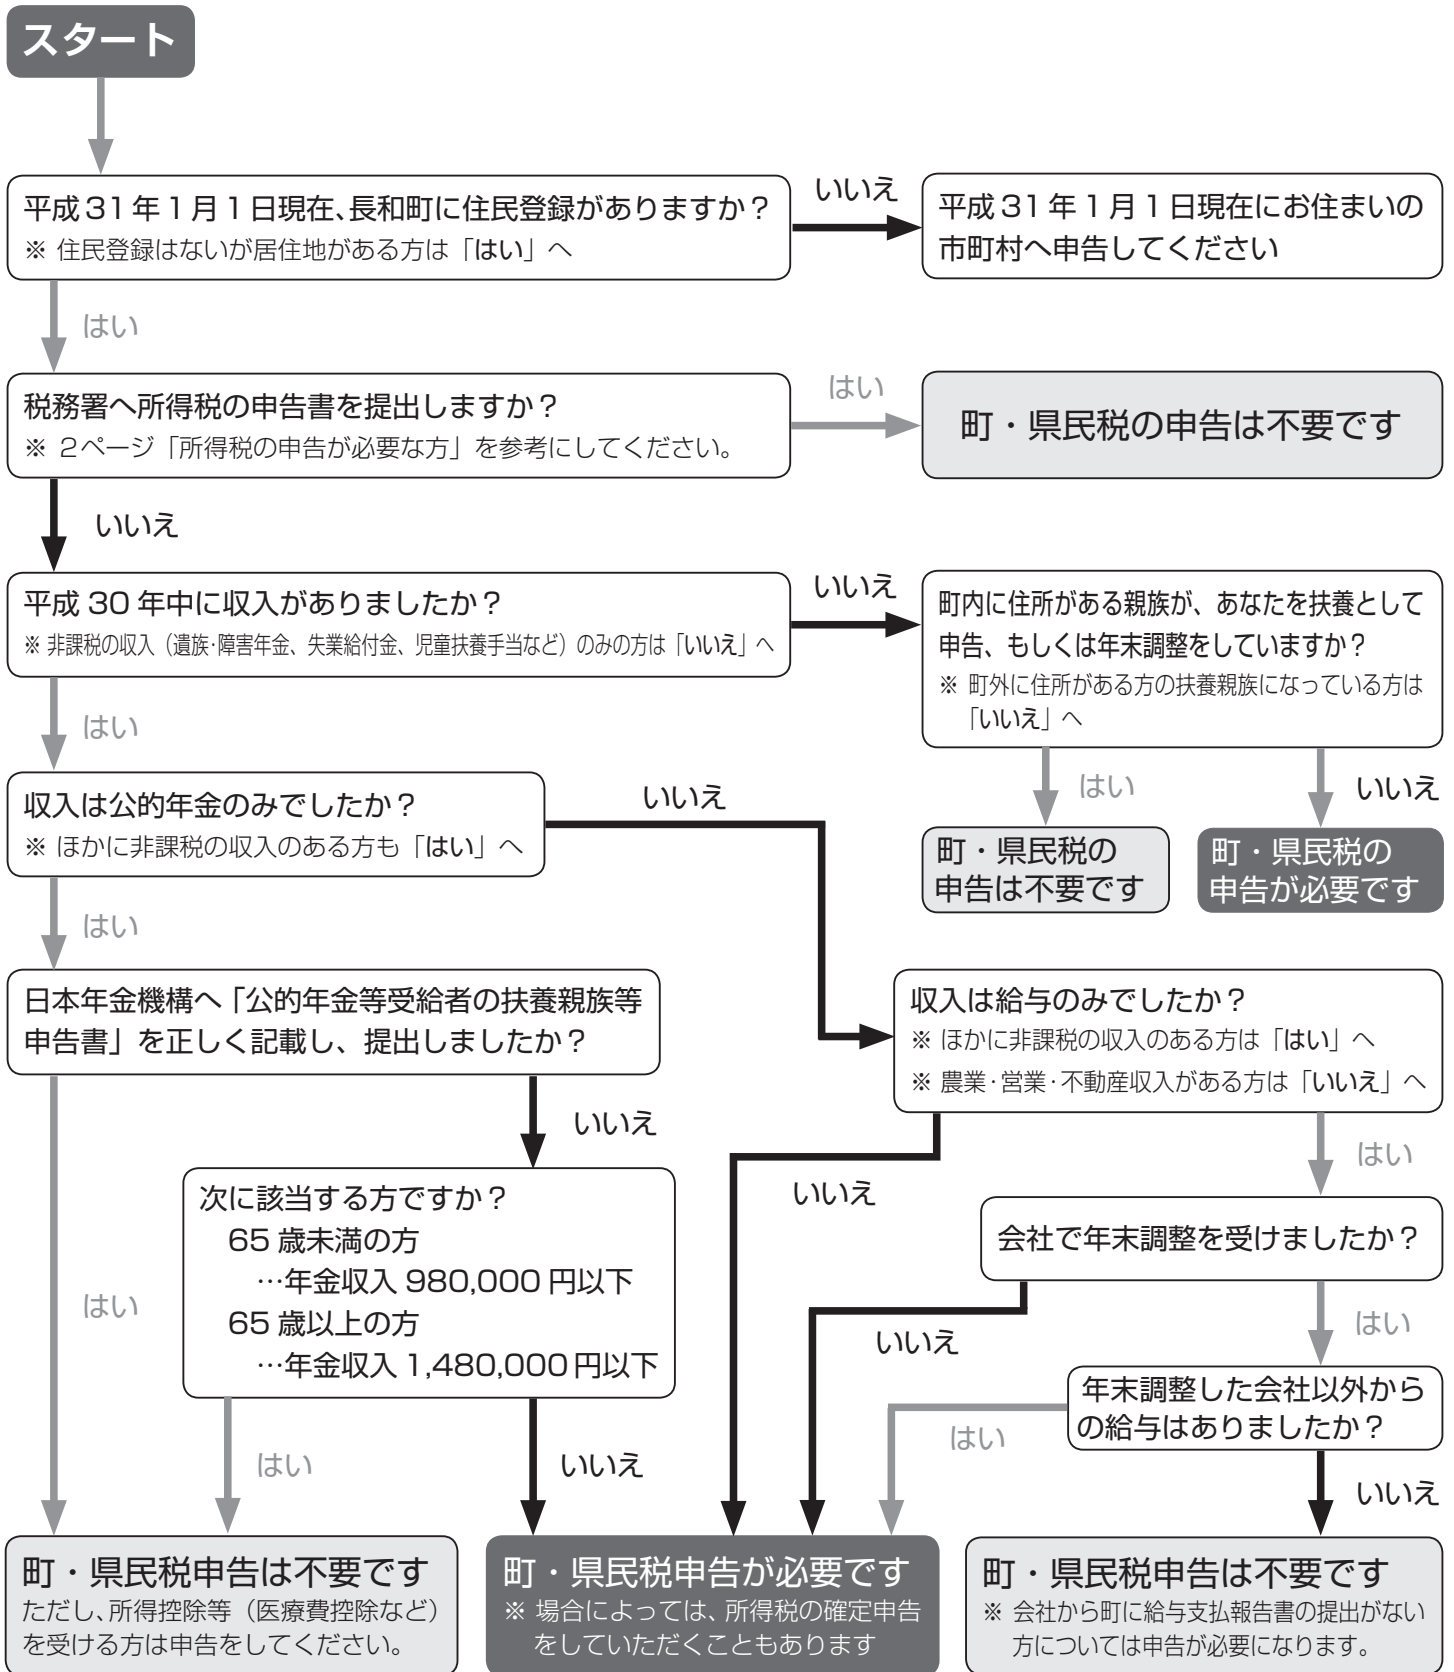 スタート
平成31年1月1日現在、長和町に住民登録がありますか？
※ 住民登録はないが居住地がある方は「はい」へ
いいえ
平成31年1月1日現在にお住まいの
市町村へ申告してください
はい
税務署へ所得税の申告書を提出しますか？
※ 2ページ「所得税の申告が必要な方」を参考にしてください。
はい
町・県民税の申告は不要です
いいえ
平成30年中に収入がありましたか？
※ 非課税の収入（遺族・障害年金、失業給付金、児童扶養手当など）のみの方は「いいえ」へ
いいえ
町内に住所がある親族が、あなたを扶養として
申告、もしくは年末調整をしていますか？
※ 町外に住所がある方の扶養親族になっている方は
「いいえ」へ
はい
町・県民税の
申告は不要です
いいえ
町・県民税の
申告が必要です
はい
収入は公的年金のみでしたか？
※ ほかに非課税の収入のある方も「はい」へ
いいえ
はい
日本年金機構へ「公的年金等受給者の扶養親族等
申告書」を正しく記載し、提出しましたか？
収入は給与のみでしたか？
※ ほかに非課税の収入のある方は「はい」へ
※ 農業・営業・不動産収入がある方は「いいえ」へ
いいえ
はい
いいえ
次に該当する方ですか？
65歳未満の方
…年金収入 980,000円以下
65歳以上の方
…年金収入 1,480,000円以下
会社で年末調整を受けましたか？
はい
いいえ
はい
年末調整した会社以外から
の給与はありましたか？
はい
はい
いいえ
いいえ
町・県民税申告は不要です
ただし、所得控除等（医療費控除など）
を受ける方は申告をしてください。
町・県民税申告が必要です
※ 場合によっては、所得税の確定申告
をしていただくこともあります
町・県民税申告は不要です
※ 会社から町に給与支払報告書の提出がない
方については申告が必要になります。